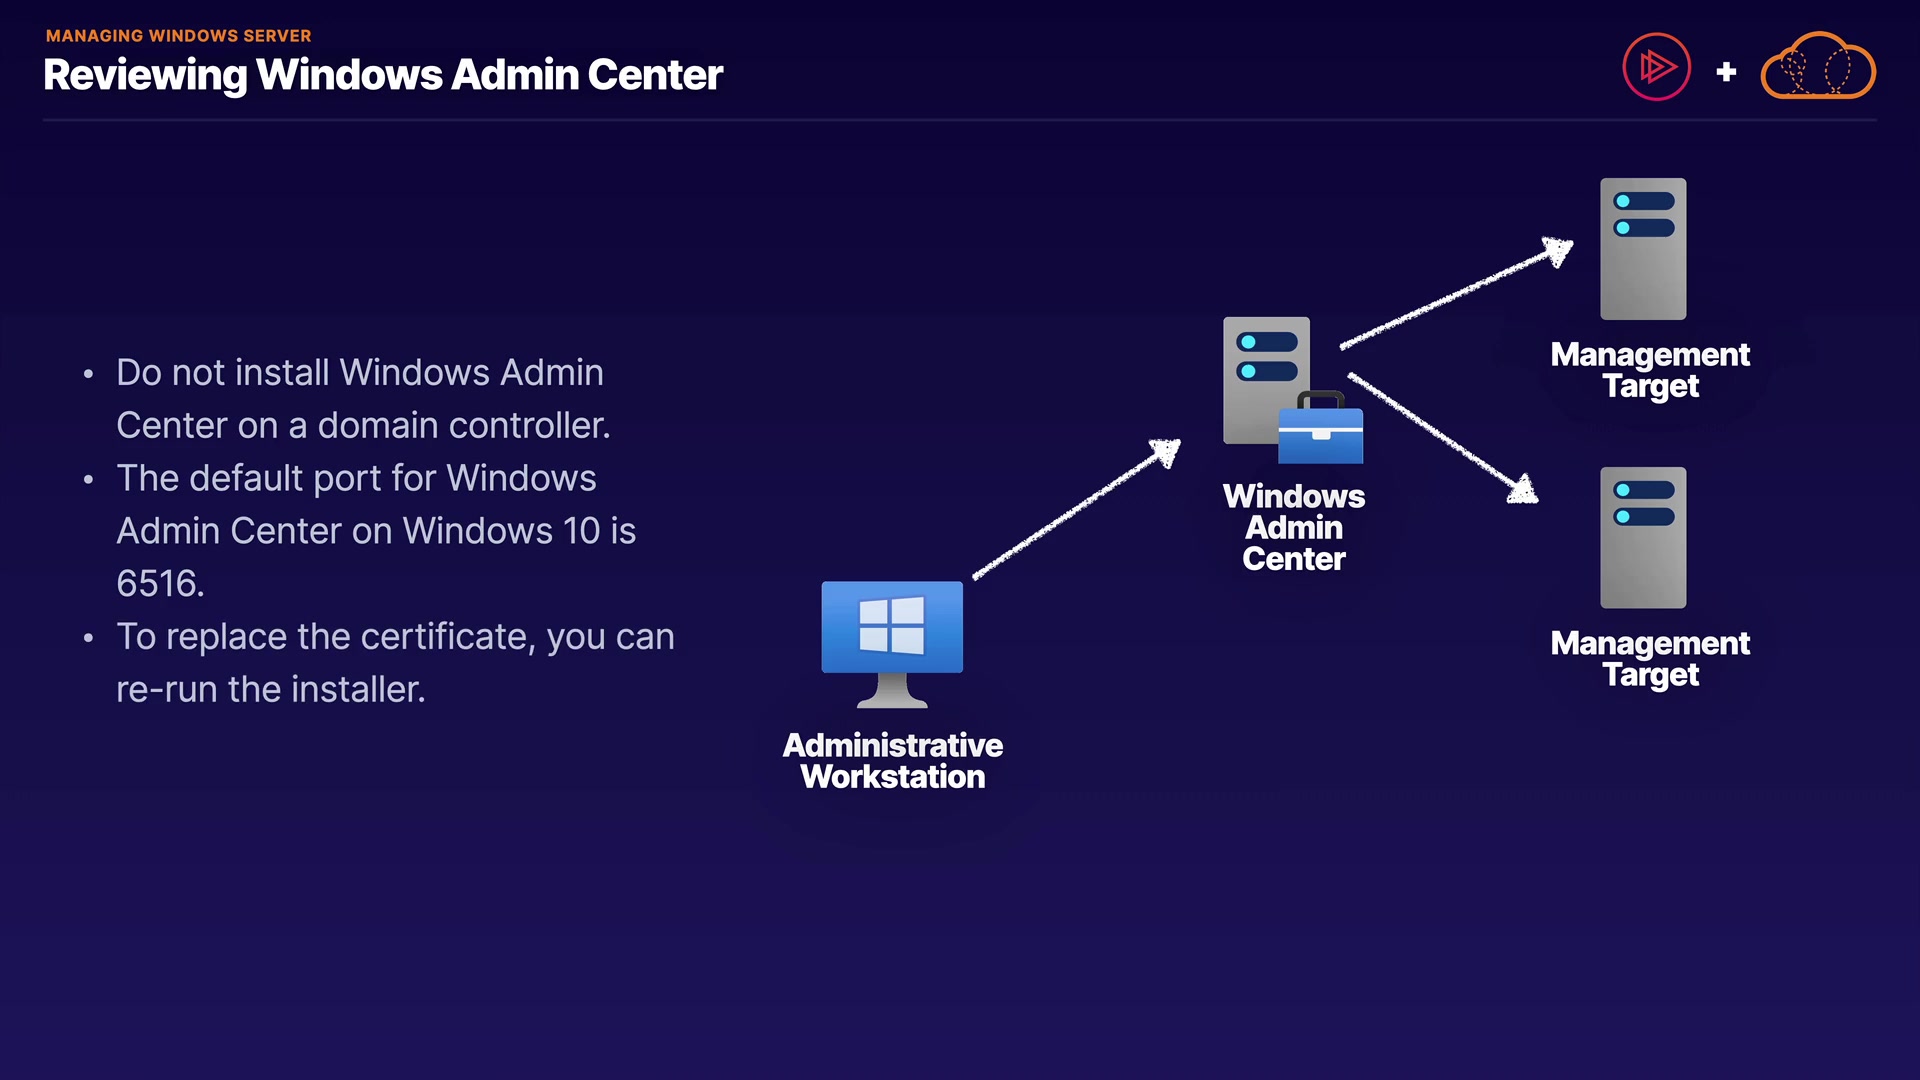 MANAGING WINDOWS SERVER
Reviewing Windows Admin Center
• Do not install Windows Admin
Center on a domain controller.
• The default port for Windows
Admin Center on Windows 10 is
6516.
• To replace the certificate, you can
re-run the installer.
Administrative
Workstation
Windows
Admin
Center
Management
Target
Management
Target
+